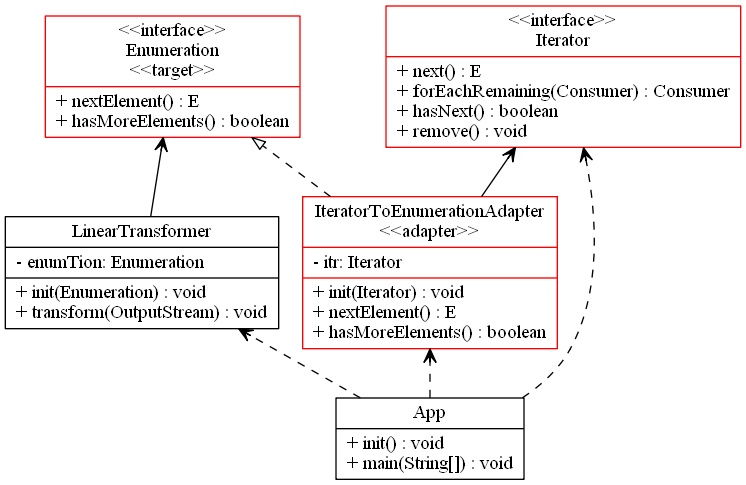 <<interface>>
Enumeration
<<target>>
+ nextElement() : E
+ hasMoreElements() : boolean
<<interface>>
Iterator
+ next() : E
+ forEachRemaining(Consumer) : Consumer
+ hasNext() : boolean
+ remove() : void
LinearTransformer
- enumTion: Enumeration
+ init(Enumeration) : void
+ transform(OutputStream) : void
IteratorToEnumerationAdapter
<<adapter>>
- itr: Iterator
+ init(Iterator) : void
+ nextElement() : E
+ hasMoreElements() : boolean
App
+ init() : void
+ main(String[]) : void